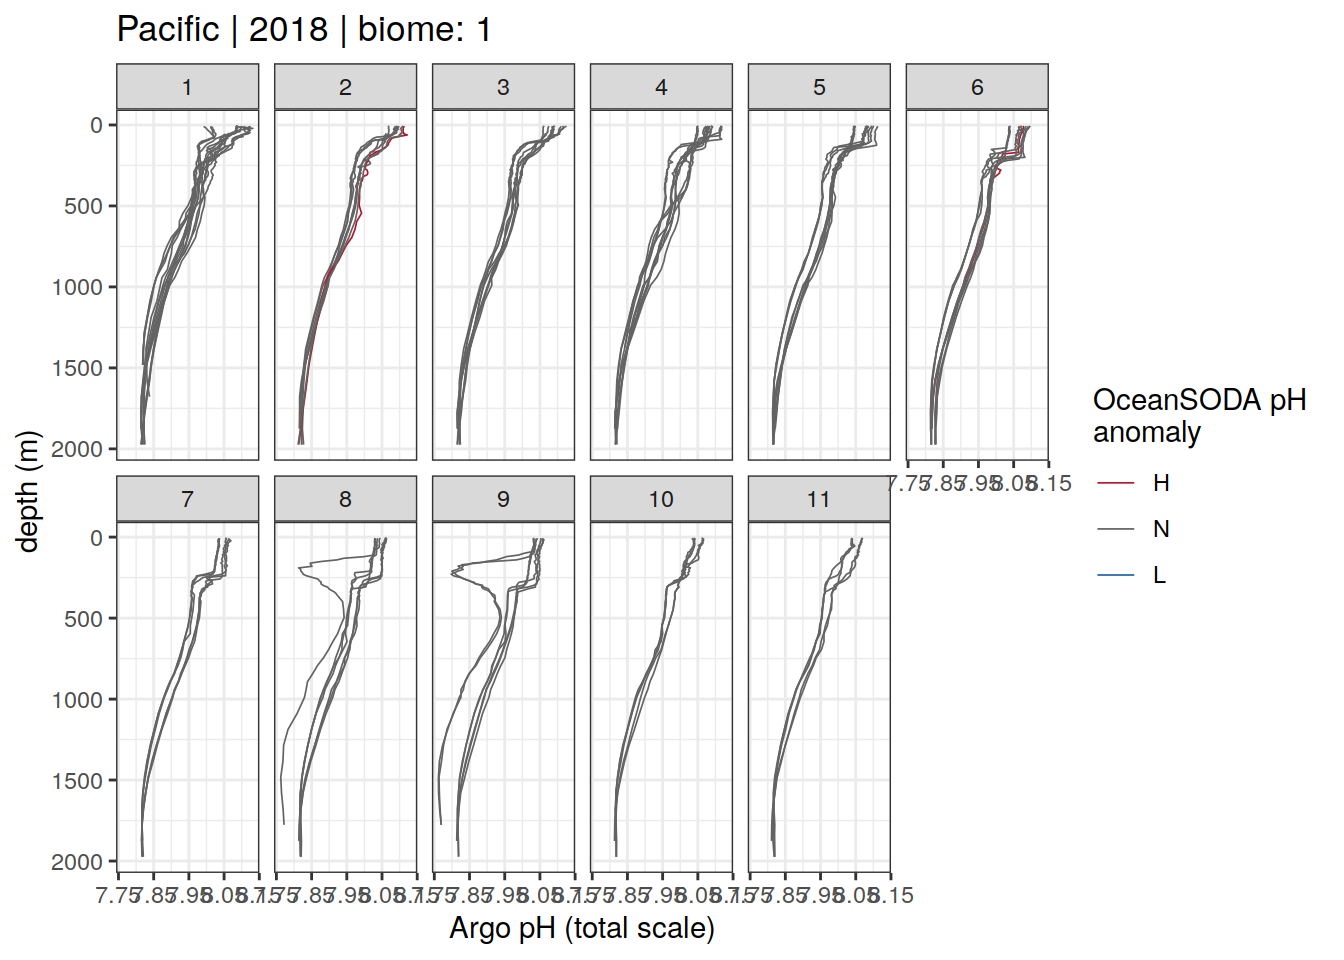 Pacific | 2018 | biome: 1
1 2 3 4 5 6
0
500
1000
1500
2000
7.75 7.85 7.95 8.05 8.15
7 8 9 10 11
0
500
1000
1500
2000
7.75 7.85 7.95 8.05 8.15 7.75 7.85 7.95 8.05 8.15 7.75 7.85 7.95 8.05 8.15 7.75 7.85 7.95 8.05 8.15 7.75 7.85 7.95 8.05 8.15
depth (m)
Argo pH (total scale)
OceanSODA pH
anomaly
H
N
L